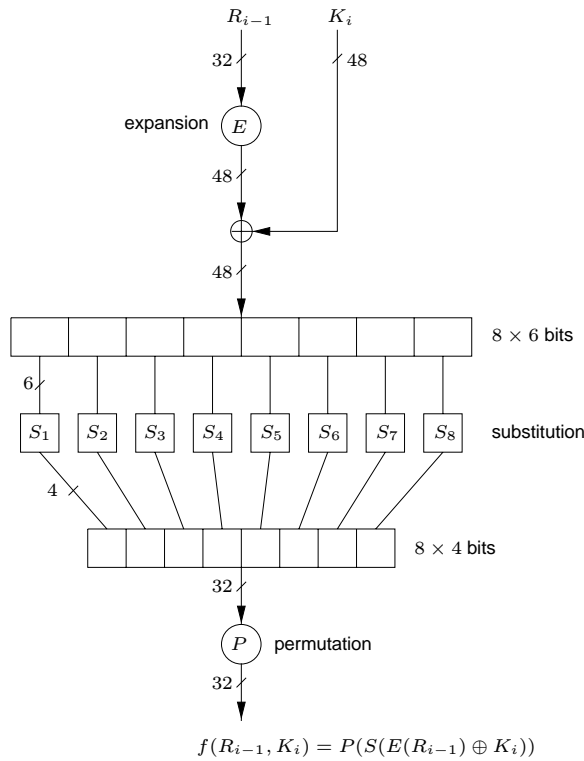 R_{i−1} K_i
32 48
expansion E
48
48
8 × 6 bits
6
S_1 S_2 S_3 S_4 S_5 S_6 S_7 S_8 substitution
4
8 × 4 bits
32
P permutation
32
f(R_{i−1}, K_i) = P(S(E(R_{i−1}) ⊕ K_i))